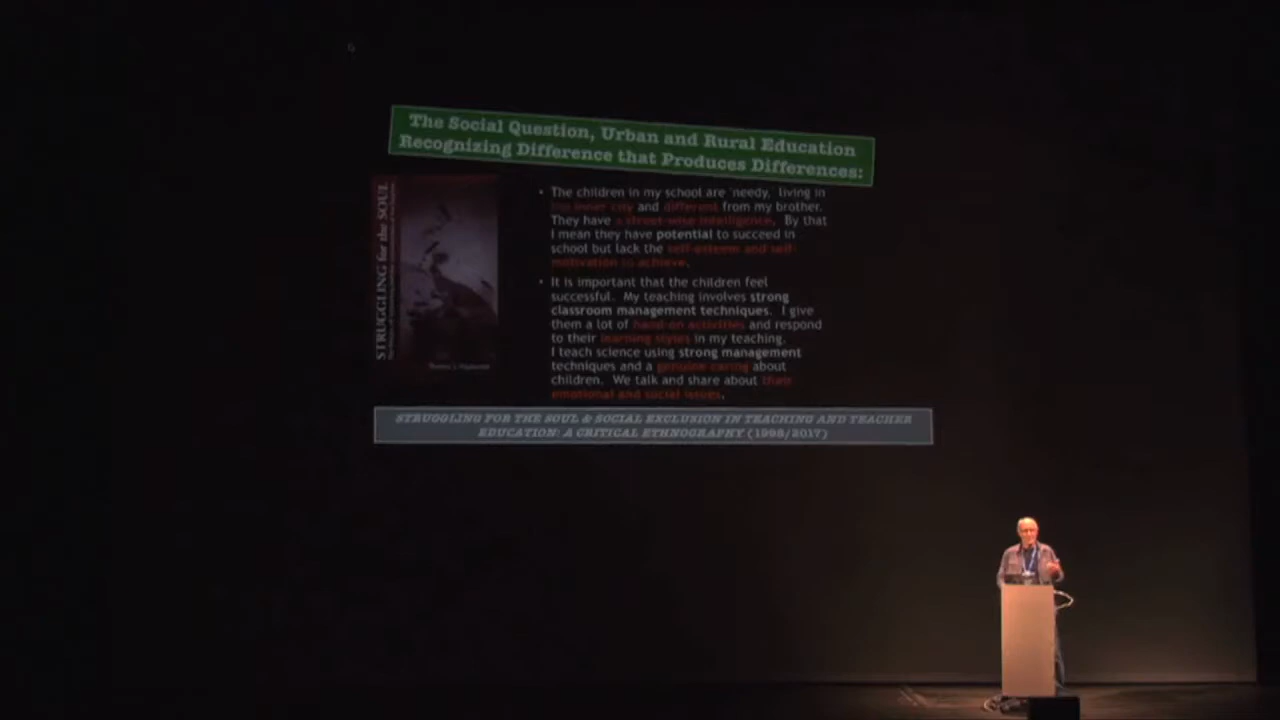 The Social Question, Urban and Rural Education
Recognizing Difference that Produces Differences:
STRUGGLING for the SOUL
• The children in my school are 'needy,' living in
inner city and different from my brother.
They have a street-wise intelligence. By that
I mean they have potential to succeed in
school but lack the self-esteem and self-
motivation to achieve.
• It is important that the children feel
successful. My teaching involves strong
classroom management techniques. I give
them a lot of hand-on activities and respond
to their learning styles in my teaching.
I teach science using strong management
techniques and a genuine caring about
children. We talk and share about their
emotional and social issues.
STRUGGLING FOR THE SOUL & SOCIAL EXCLUSION IN TEACHING AND TEACHER
EDUCATION: A CRITICAL ETHNOGRAPHY (1998/2017)